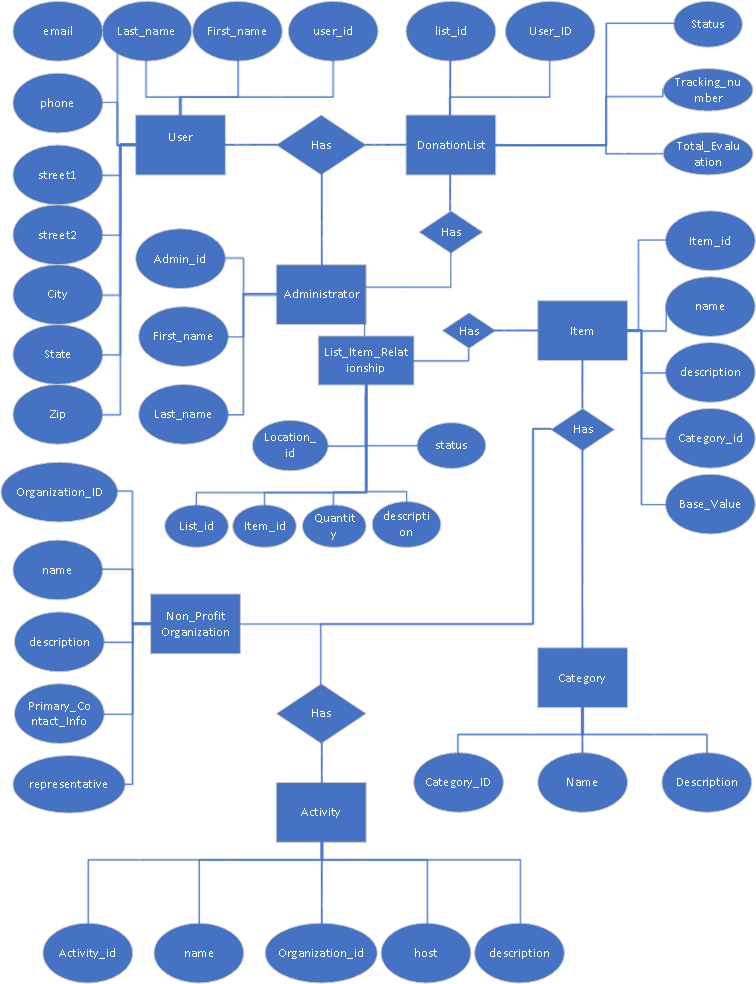 email
Last_name
First_name
user_id
list_id
User_ID
Status
phone
Tracking_nu
mber
User
Has
DonationList
Total_Evalu
ation
street1
street2
Has
Item_id
Admin_id
City
Administrator
name
First_name
Has
Item
State
List_Item_Relat
ionship
description
Zip
Last_name
Location_
id
status
Has
Category_id
Organization_ID
List_id
Item_id
Quantit
y
descripti
on
Base_Value
name
Non_Profit
Organization
description
Category
Primary_Co
ntact_Info
Has
representative
Category_ID
Name
Description
Activity
Activity_id
name
Organization_id
host
description